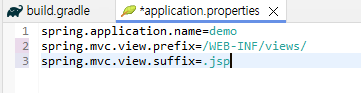 build.gradle *application.properties
1 spring.application.name=demo
2 spring.mvc.view.prefix=/WEB-INF/views/
3 spring.mvc.view.suffix=.jsp